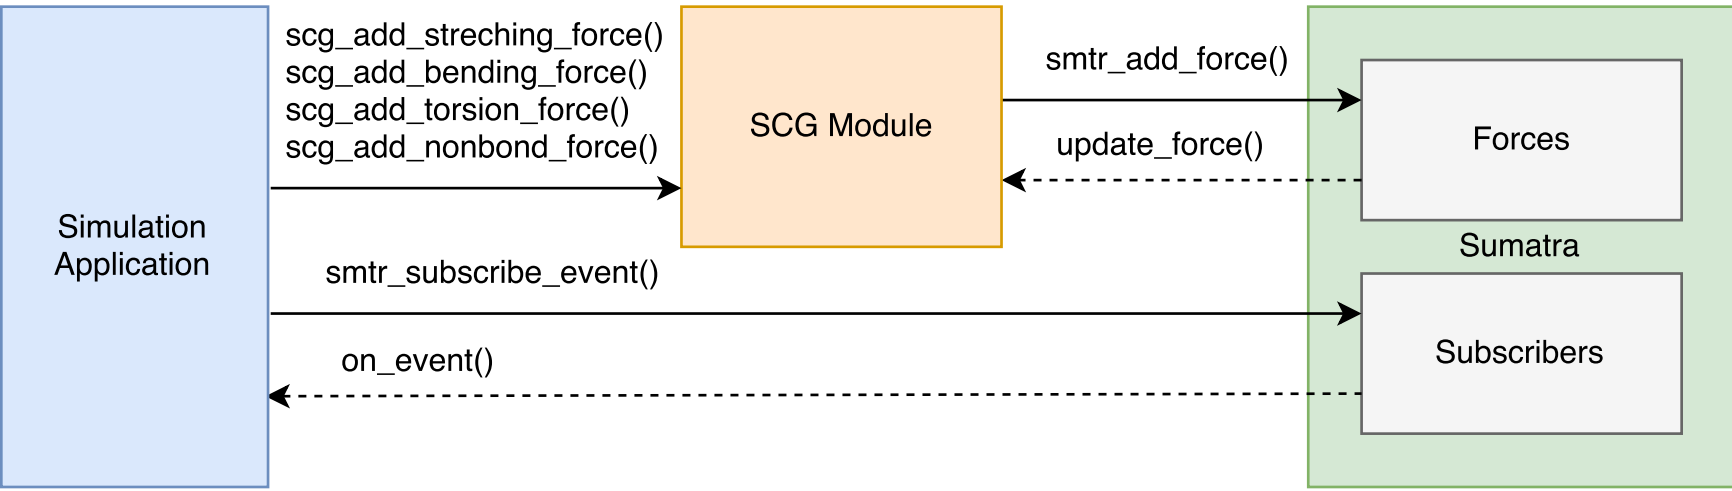 scg_add_streching_force()
scg_add_bending_force()
scg_add_torsion_force()
scg_add_nonbond_force()
smtr_add_force()
SCG Module
Forces
update_force()
Simulation
Application
Sumatra
smtr_subscribe_event()
Subscribers
on_event()